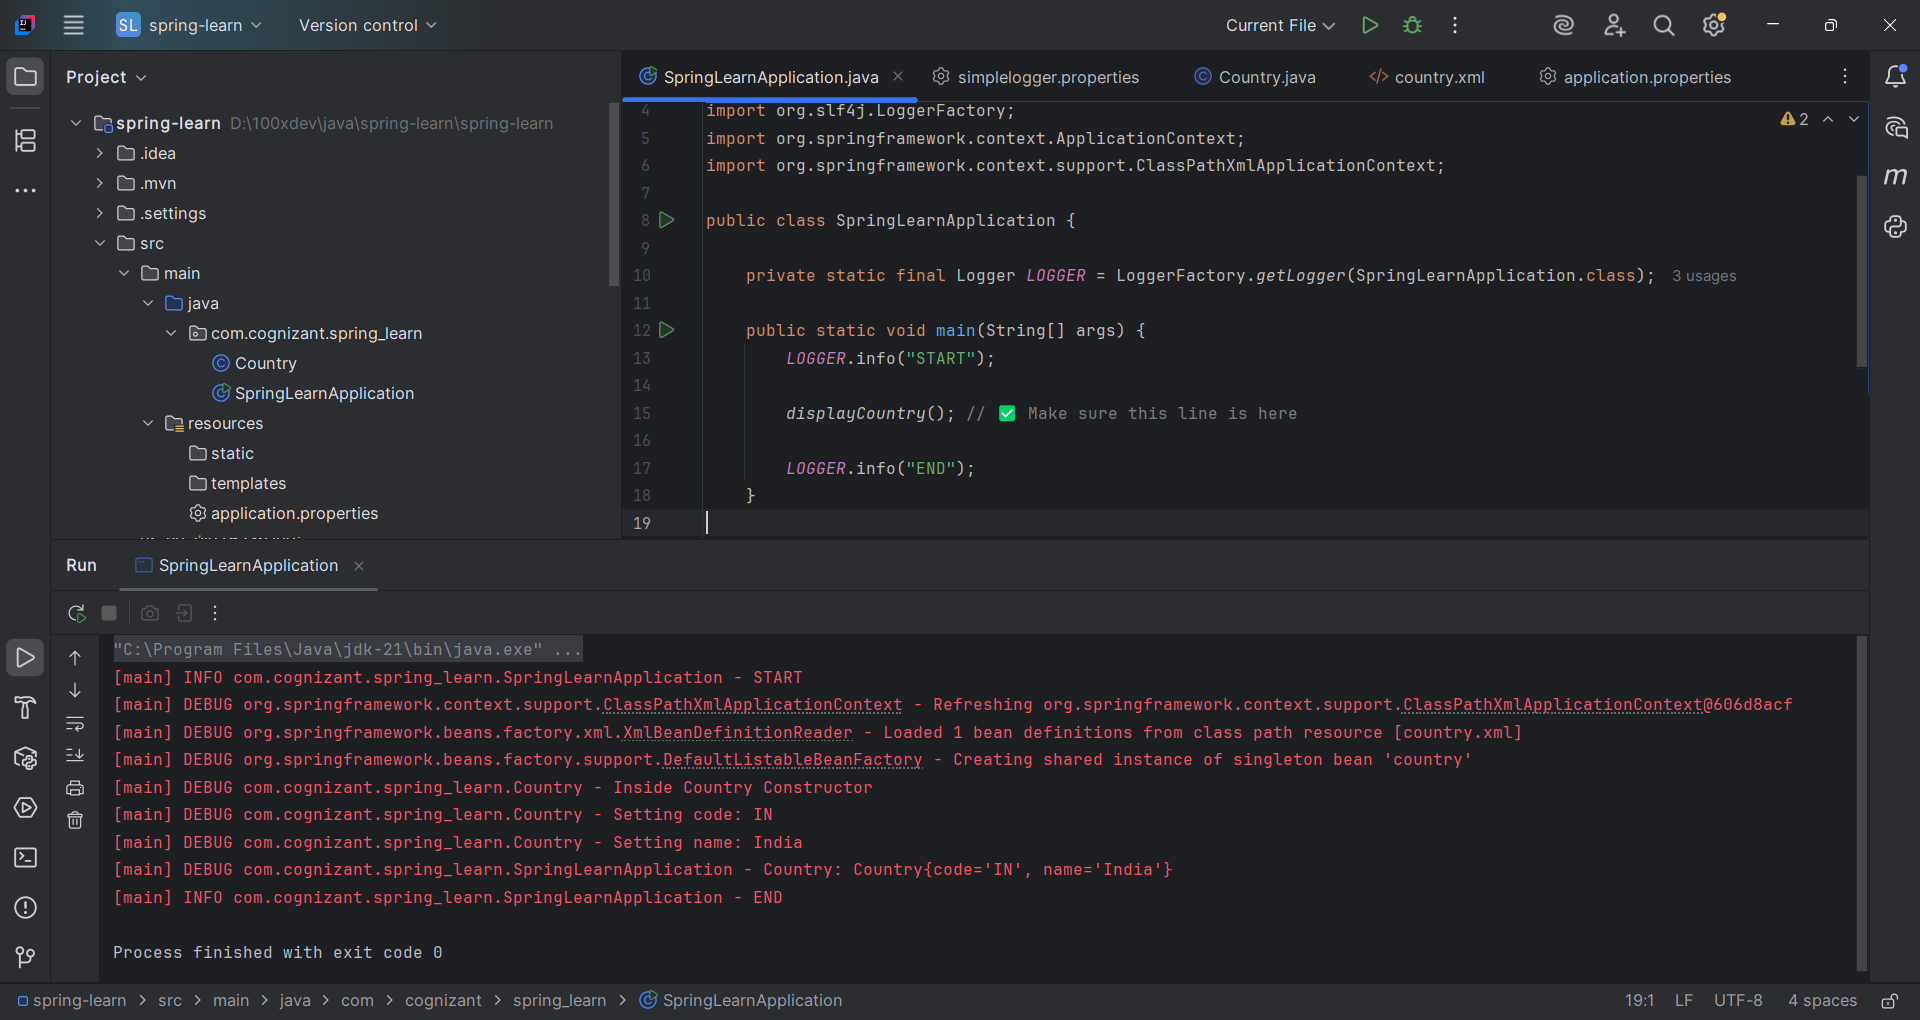 SL spring-learn Version control Current File
Project
SpringLearnApplication.java simplelogger.properties Country.java country.xml application.properties
spring-learn D:\100xdev\java\spring-learn\spring-learn
.idea
.mvn
.settings
src
main
java
com.cognizant.spring_learn
Country
SpringLearnApplication
resources
static
templates
application.properties
2
4 import org.slf4j.LoggerFactory;
5 import org.springframework.context.ApplicationContext;
6 import org.springframework.context.support.ClassPathXmlApplicationContext;
7
8 public class SpringLearnApplication {
9
10 private static final Logger LOGGER = LoggerFactory.getLogger(SpringLearnApplication.class); 3 usages
11
12 public static void main(String[] args) {
13 LOGGER.info("START");
14
15 displayCountry(); // ✅ Make sure this line is here
16
17 LOGGER.info("END");
18 }
19
Run SpringLearnApplication
"C:\Program Files\Java\jdk-21\bin\java.exe" ...
[main] INFO com.cognizant.spring_learn.SpringLearnApplication - START
[main] DEBUG org.springframework.context.support.ClassPathXmlApplicationContext - Refreshing org.springframework.context.support.ClassPathXmlApplicationContext@606d8acf
[main] DEBUG org.springframework.beans.factory.xml.XmlBeanDefinitionReader - Loaded 1 bean definitions from class path resource [country.xml]
[main] DEBUG org.springframework.beans.factory.support.DefaultListableBeanFactory - Creating shared instance of singleton bean 'country'
[main] DEBUG com.cognizant.spring_learn.Country - Inside Country Constructor
[main] DEBUG com.cognizant.spring_learn.Country - Setting code: IN
[main] DEBUG com.cognizant.spring_learn.Country - Setting name: India
[main] DEBUG com.cognizant.spring_learn.SpringLearnApplication - Country: Country{code='IN', name='India'}
[main] INFO com.cognizant.spring_learn.SpringLearnApplication - END
Process finished with exit code 0
spring-learn > src > main > java > com > cognizant > spring_learn > SpringLearnApplication 19:1 LF UTF-8 4 spaces